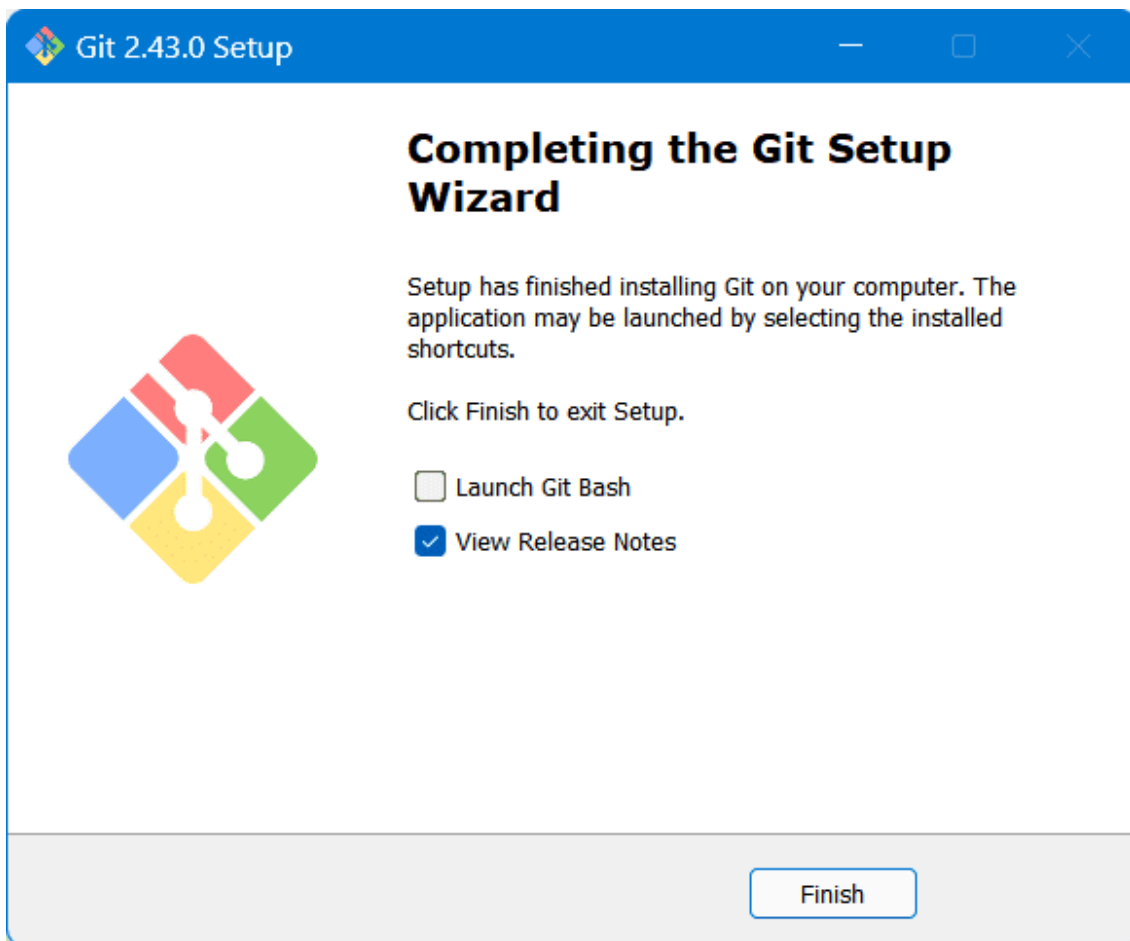 Git 2.43.0 Setup
Completing the Git Setup
Wizard
Setup has finished installing Git on your computer. The
application may be launched by selecting the installed
shortcuts.
Click Finish to exit Setup.
Launch Git Bash
View Release Notes
Finish